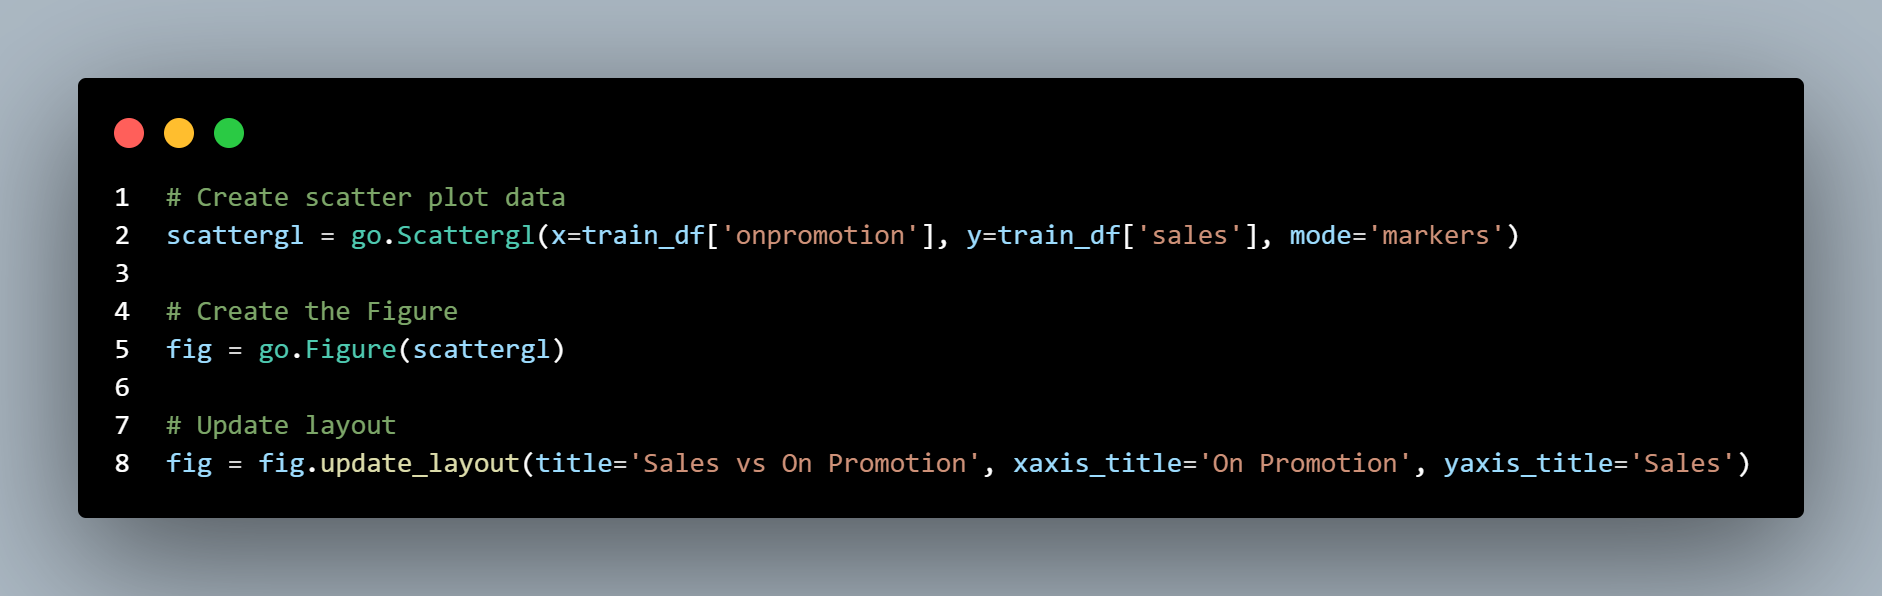 1 # Create scatter plot data
2 scattergl = go.Scattergl(x=train_df['onpromotion'], y=train_df['sales'], mode='markers')
3
4 # Create the Figure
5 fig = go.Figure(scattergl)
6
7 # Update layout
8 fig = fig.update_layout(title='Sales vs On Promotion', xaxis_title='On Promotion', yaxis_title='Sales')